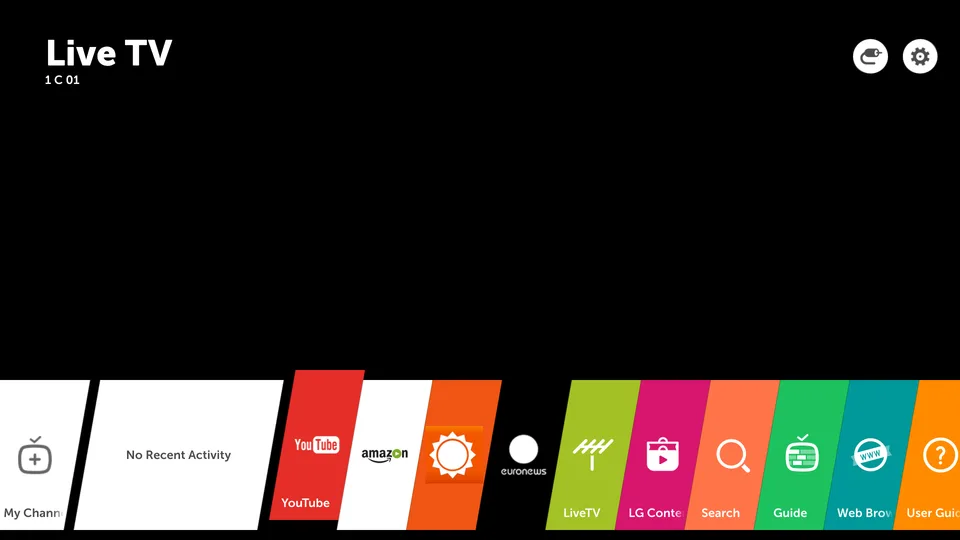 Live TV
1 C 01
No Recent Activity
YouTube
amazon
euronews
WWW
My Chann
YouTube
LiveTV
LG Conte
Search
Guide
Web Brow
User Guid